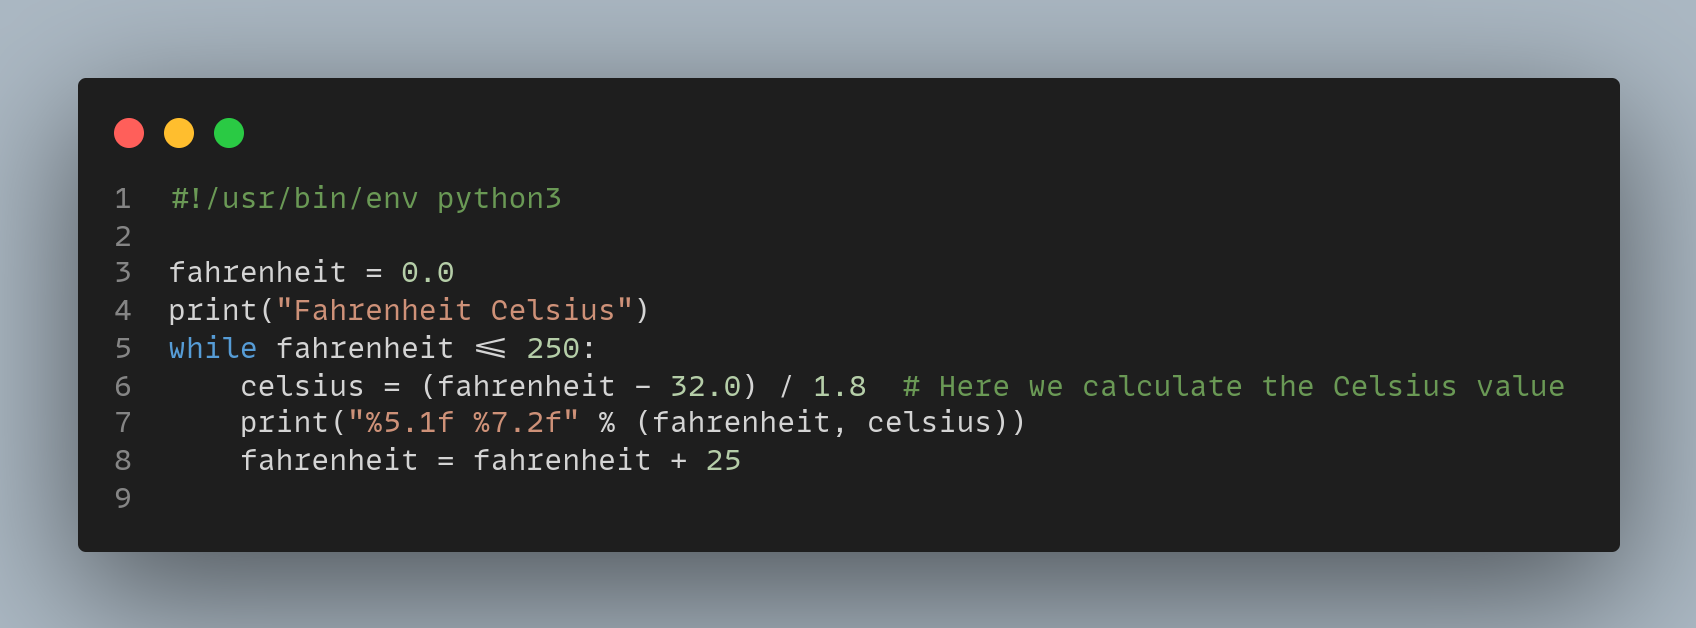 1 #!/usr/bin/env python3
2
3 fahrenheit = 0.0
4 print("Fahrenheit Celsius")
5 while fahrenheit <= 250:
6     celsius = (fahrenheit - 32.0) / 1.8  # Here we calculate the Celsius value
7     print("%5.1f %7.2f" % (fahrenheit, celsius))
8     fahrenheit = fahrenheit + 25
9